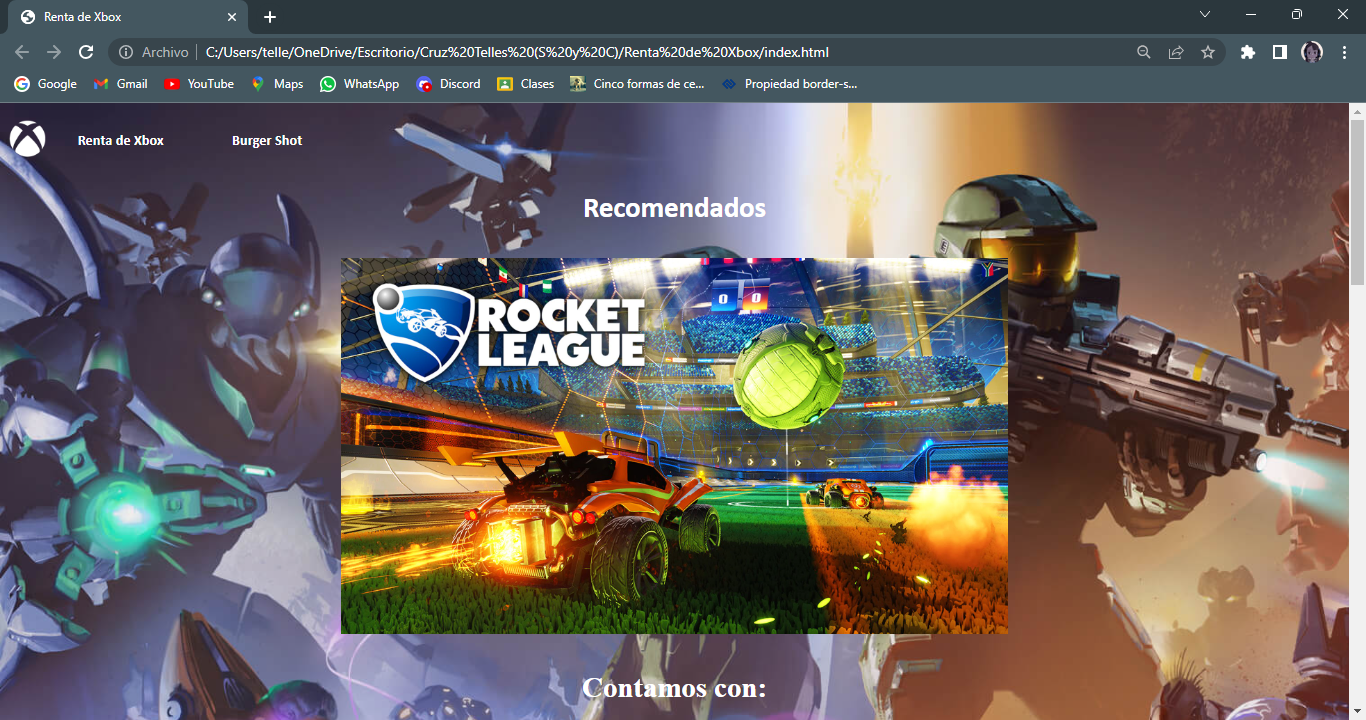 Renta de Xbox
Archivo
C:/Users/telle/OneDrive/Escritorio/Cruz%20Telles%20(S%20y%20C)/Renta%20de%20Xbox/index.html
Google
Gmail
YouTube
Maps
WhatsApp
Discord
Clases
Cinco formas de ce...
Propiedad border-s...
Renta de Xbox
Burger Shot
Recomendados
0 0
ROCKET
LEAGUE
Contamos con: